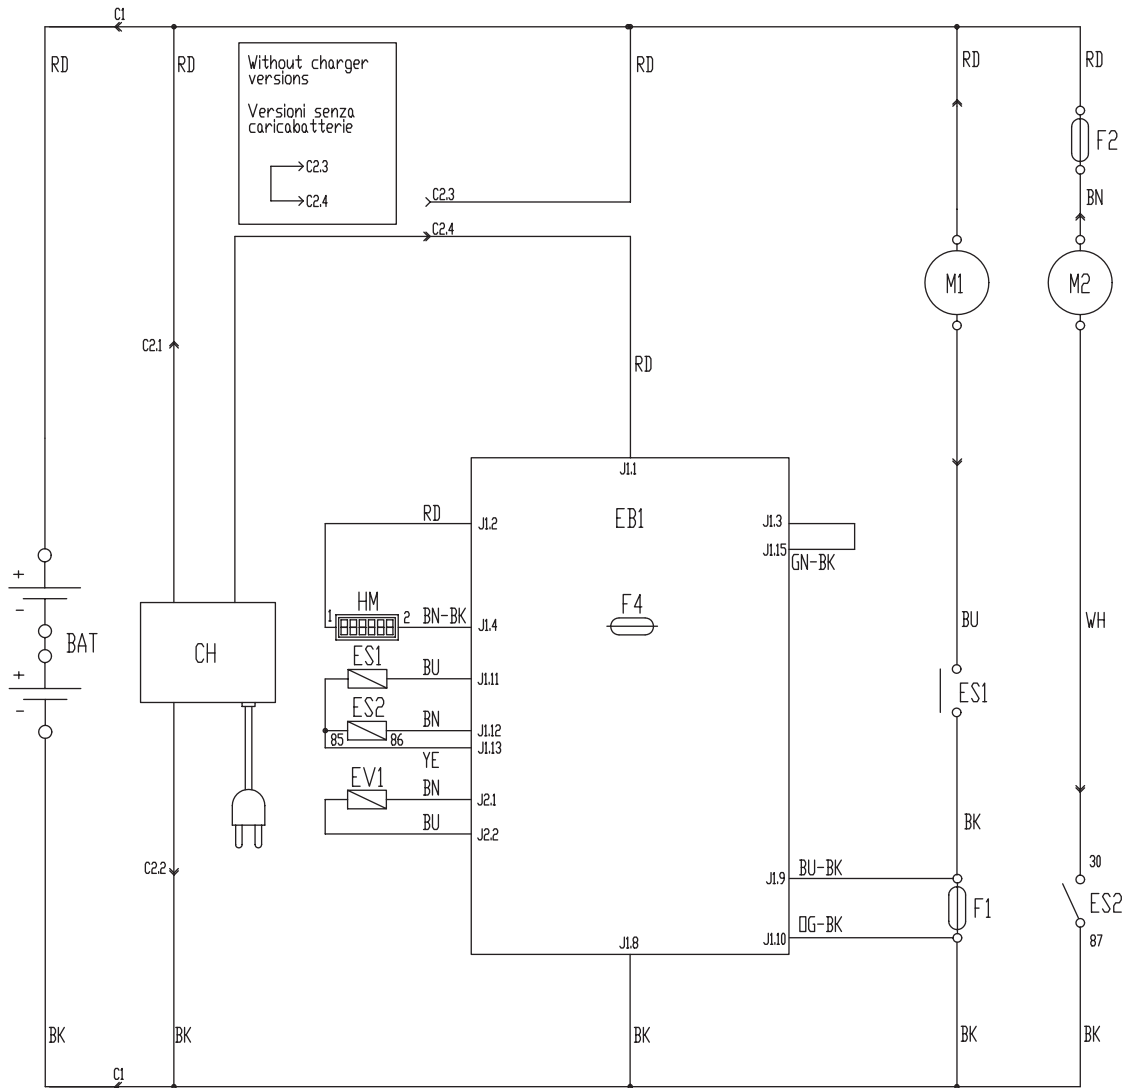 C1
RD
RD
Without charger
versions
Versioni senza
caricabatterie
C2.3
C2.4
RD
RD
RD
F2
BN
C2.3
C2.4
M1
M2
C2.1
RD
J1.1
EB1
RD
J1.2
J1.3
J1.15
GN-BK
+
-
BAT
+
-
CH
HM
1
2
BN-BK
J1.4
F4
ES1
BU
J1.11
ES2
BN
J1.12
85
86
J1.13
YE
EV1
BN
J2.1
BU
J2.2
BU
WH
ES1
BK
C2.2
J1.9
BU-BK
30
F1
ES2
J1.10
OG-BK
87
J1.8
BK
BK
BK
BK
BK
C1